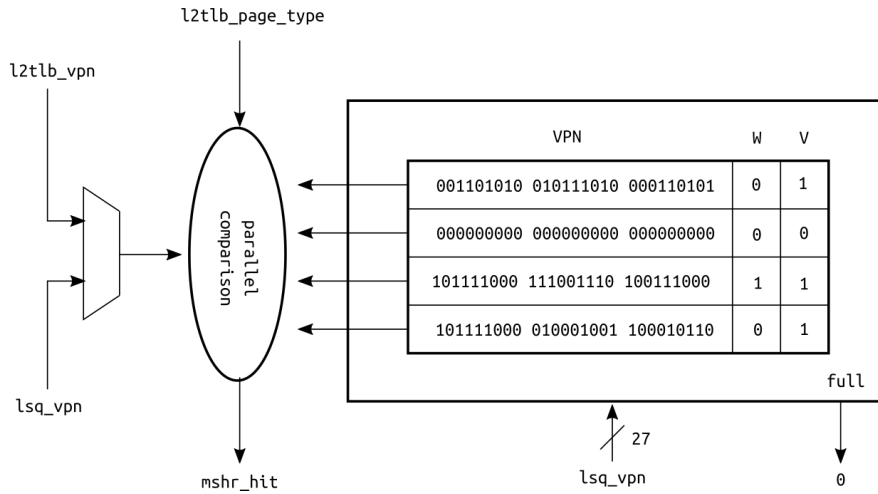 l2tlb_page_type
l2tlb_vpn
VPN W V
001101010 010111010 000110101 0 1
000000000 000000000 000000000 0 0
101111000 111001110 100111000 1 1
101111000 010001001 100010110 0 1
parallel
comparison
full
lsq_vpn
27
mshr_hit
lsq_vpn
0